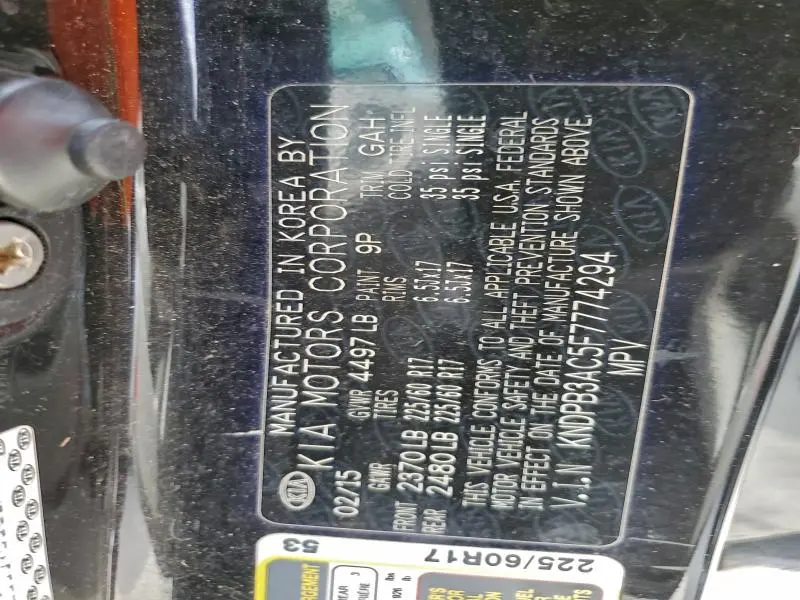 KIA
MANUFACTURED IN KOREA BY
KIA MOTORS CORPORATION
02/15 GVWR 4497 LB PAINT 9P TRIM GAH
GAWR TIRES RIMS COLD TIRE INFL
FRONT 2370 LB 225/60 R17 6.5Jx17 35 psi SINGLE
REAR 2480 LB 225/60 R17 6.5Jx17 35 psi SINGLE
THIS VEHICLE CONFORMS TO ALL APPLICABLE U.S.A. FEDERAL
MOTOR VEHICLE SAFETY AND THEFT PREVENTION STANDARDS
IN EFFECT ON THE DATE OF MANUFACTURE SHOWN ABOVE.
V.I.N KNDPB3AC5F7774294
MPV
53
225/60R17